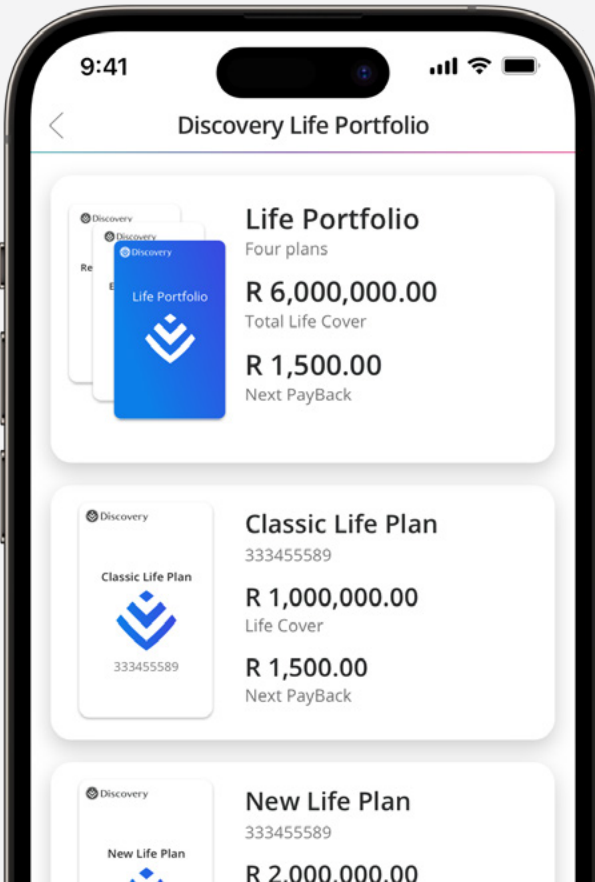 9:41
Discovery Life Portfolio
Discovery
Re
Discovery
E
Discovery
Life Portfolio
Life Portfolio
Four plans
R 6,000,000.00
Total Life Cover
R 1,500.00
Next PayBack
Discovery
Classic Life Plan
333455589
Classic Life Plan
333455589
R 1,000,000.00
Life Cover
R 1,500.00
Next PayBack
Discovery
New Life Plan
New Life Plan
333455589
R 2,000,000.00